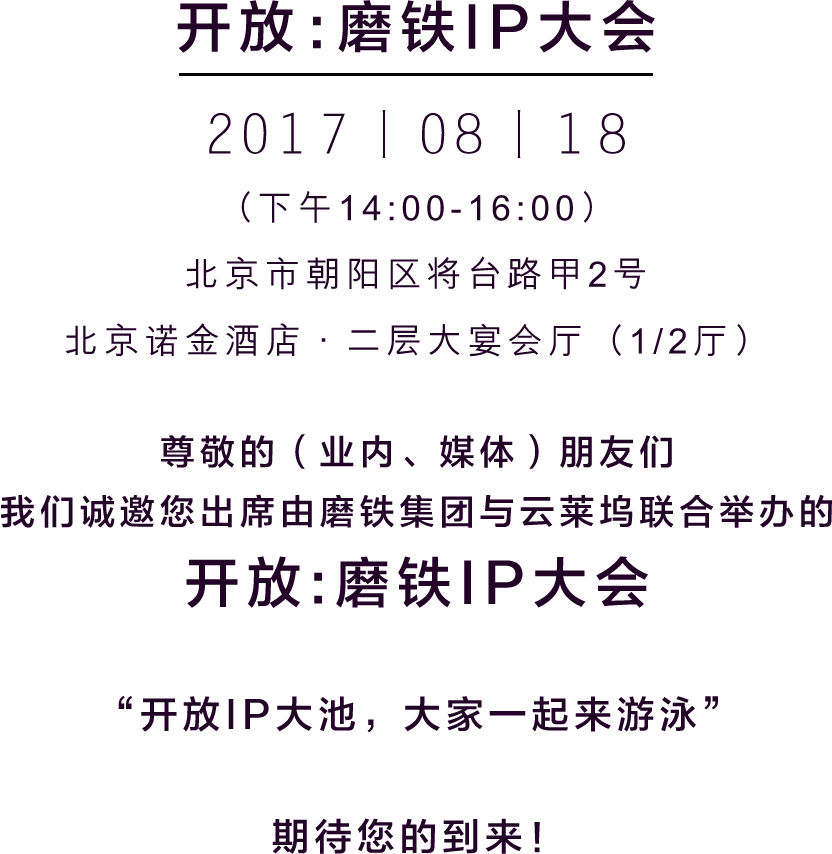 开放:磨铁IP大会
2017|08|18
（下午14:00-16:00）
北京市朝阳区将台路甲2号
北京诺金酒店·二层大宴会厅（1/2厅）
尊敬的（业内、媒体）朋友们
我们诚邀您出席由磨铁集团与云莱坞联合举办的
开放:磨铁IP大会
“开放IP大池，大家一起来游泳”
期待您的到来！